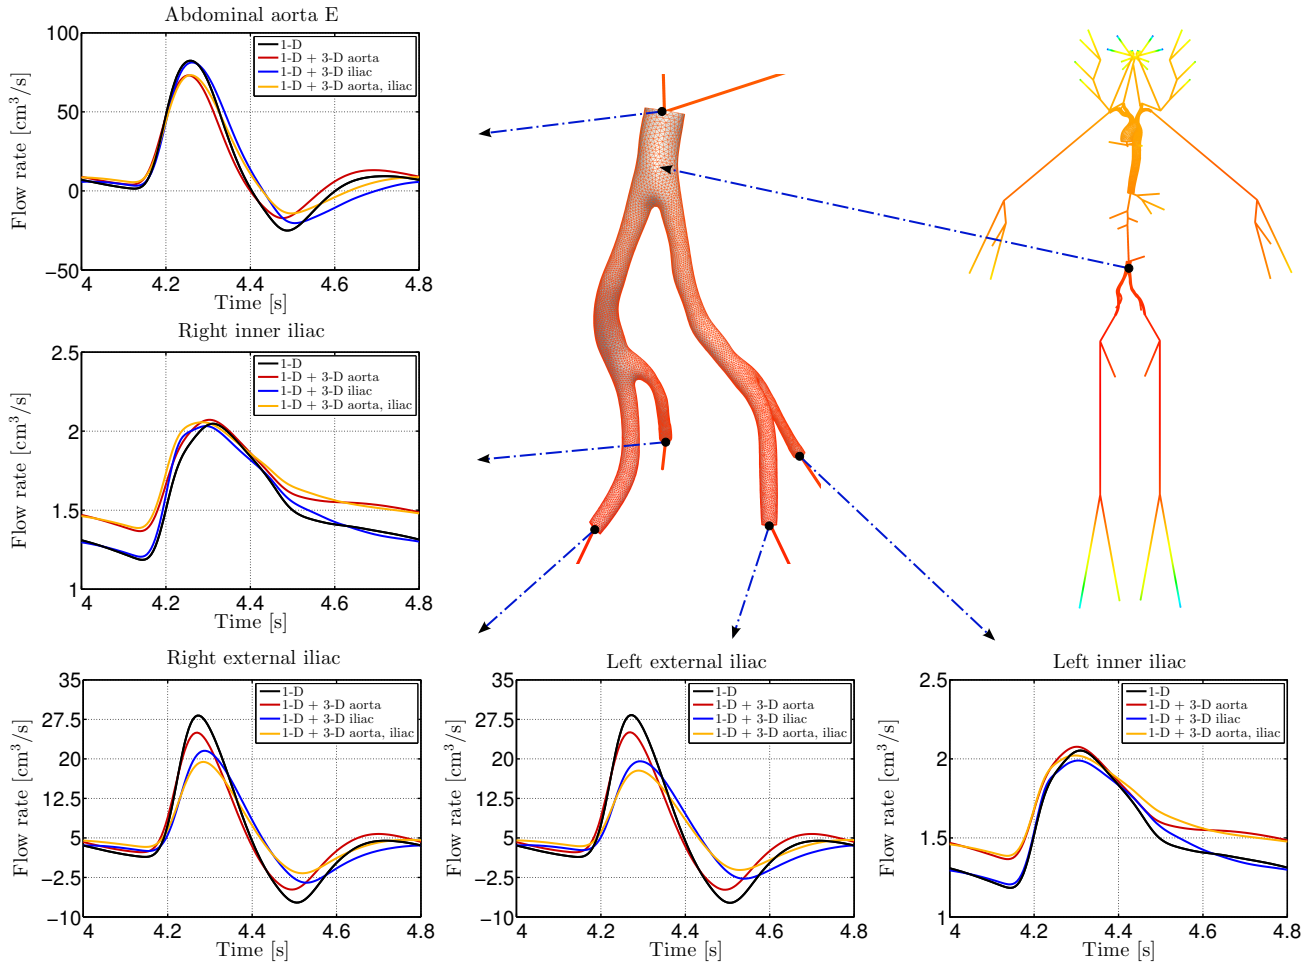 Abdominal aorta E
Flow rate [cm³/s]
100
50
0
−50
4
4.2
4.4
4.6
4.8
Time [s]
1-D
1-D + 3-D aorta
1-D + 3-D iliac
1-D + 3-D aorta, iliac
Right inner iliac
Flow rate [cm³/s]
2.5
2
1.5
1
4
4.2
4.4
4.6
4.8
Time [s]
1-D
1-D + 3-D aorta
1-D + 3-D iliac
1-D + 3-D aorta, iliac
Right external iliac
Flow rate [cm³/s]
35
27.5
20
12.5
5
−2.5
−10
4
4.2
4.4
4.6
4.8
Time [s]
1-D
1-D + 3-D aorta
1-D + 3-D iliac
1-D + 3-D aorta, iliac
Left external iliac
Flow rate [cm³/s]
35
27.5
20
12.5
5
−2.5
−10
4
4.2
4.4
4.6
4.8
Time [s]
1-D
1-D + 3-D aorta
1-D + 3-D iliac
1-D + 3-D aorta, iliac
Left inner iliac
Flow rate [cm³/s]
2.5
2
1.5
1
4
4.2
4.4
4.6
4.8
Time [s]
1-D
1-D + 3-D aorta
1-D + 3-D iliac
1-D + 3-D aorta, iliac